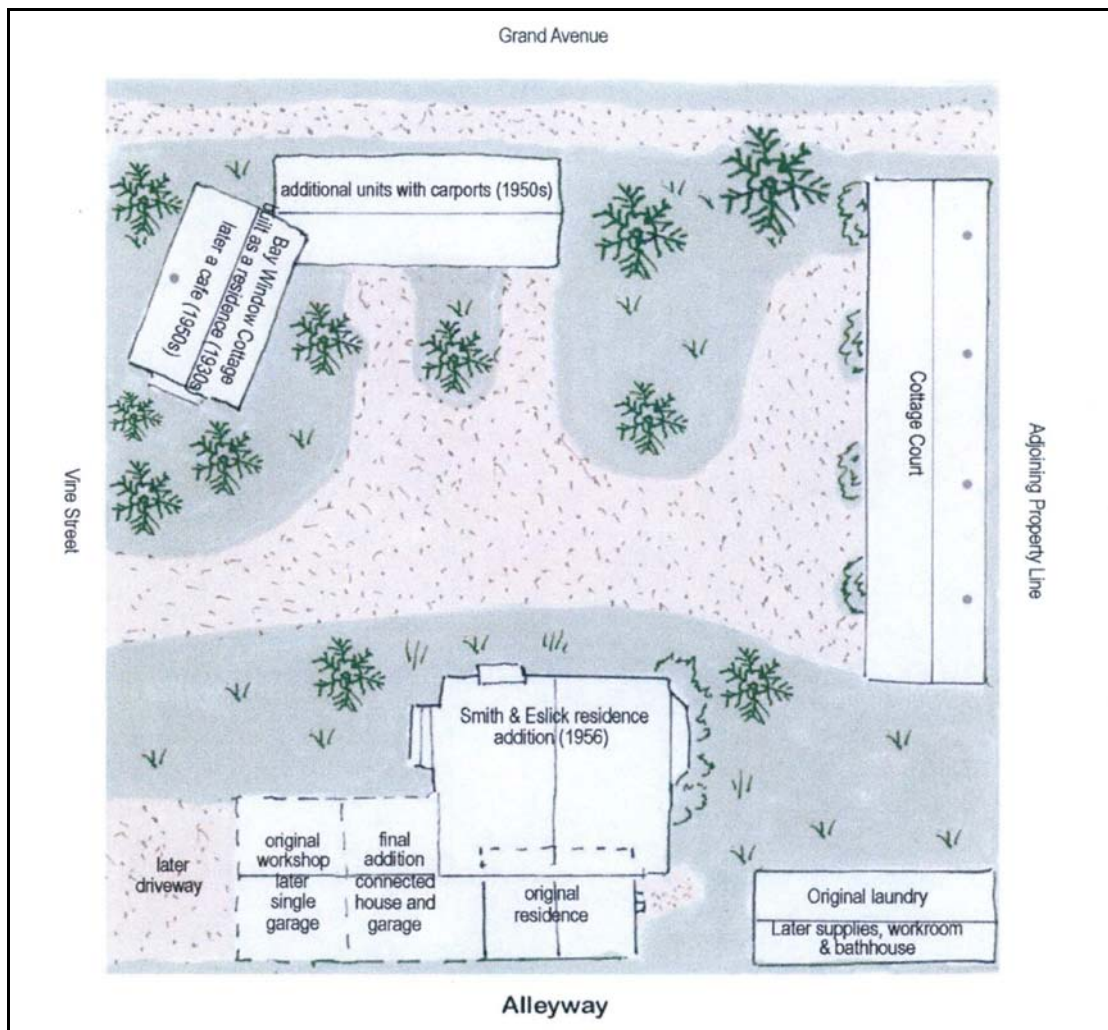 Grand Avenue
additional units with carports (1950s)
Bay Window Cottage
built as a residence (1930s)
later a cafe (1950s)
Cottage Court
Vine Street
Adjoining Property Line
Smith & Eslick residence
addition (1956)
later
driveway
original
workshop
later
single
garage
final
addition
connected
house and
garage
original
residence
Original laundry
Later supplies, workroom
& bathhouse
Alleyway